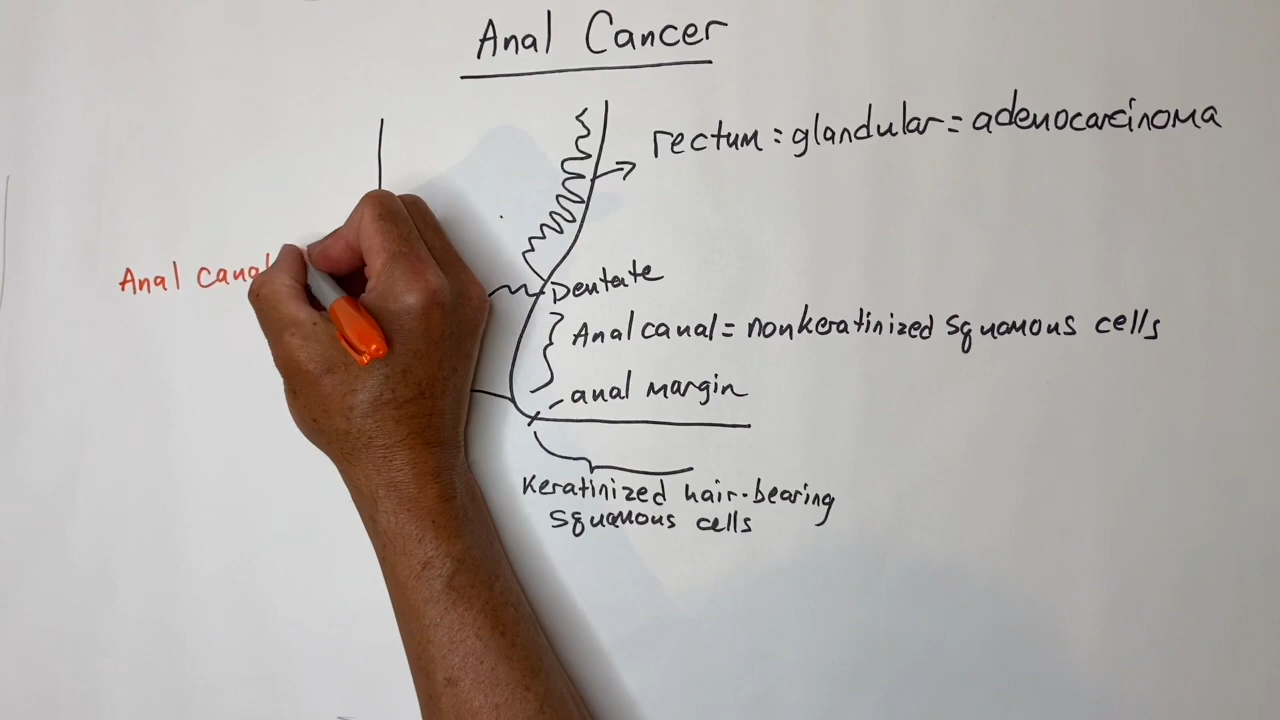 Anal Cancer
rectum = glandular = adenocarcinoma
Dentate
Anal canal
Anal canal = nonkeratinized squamous cells
anal margin
Keratinized hair-bearing
squamous cells